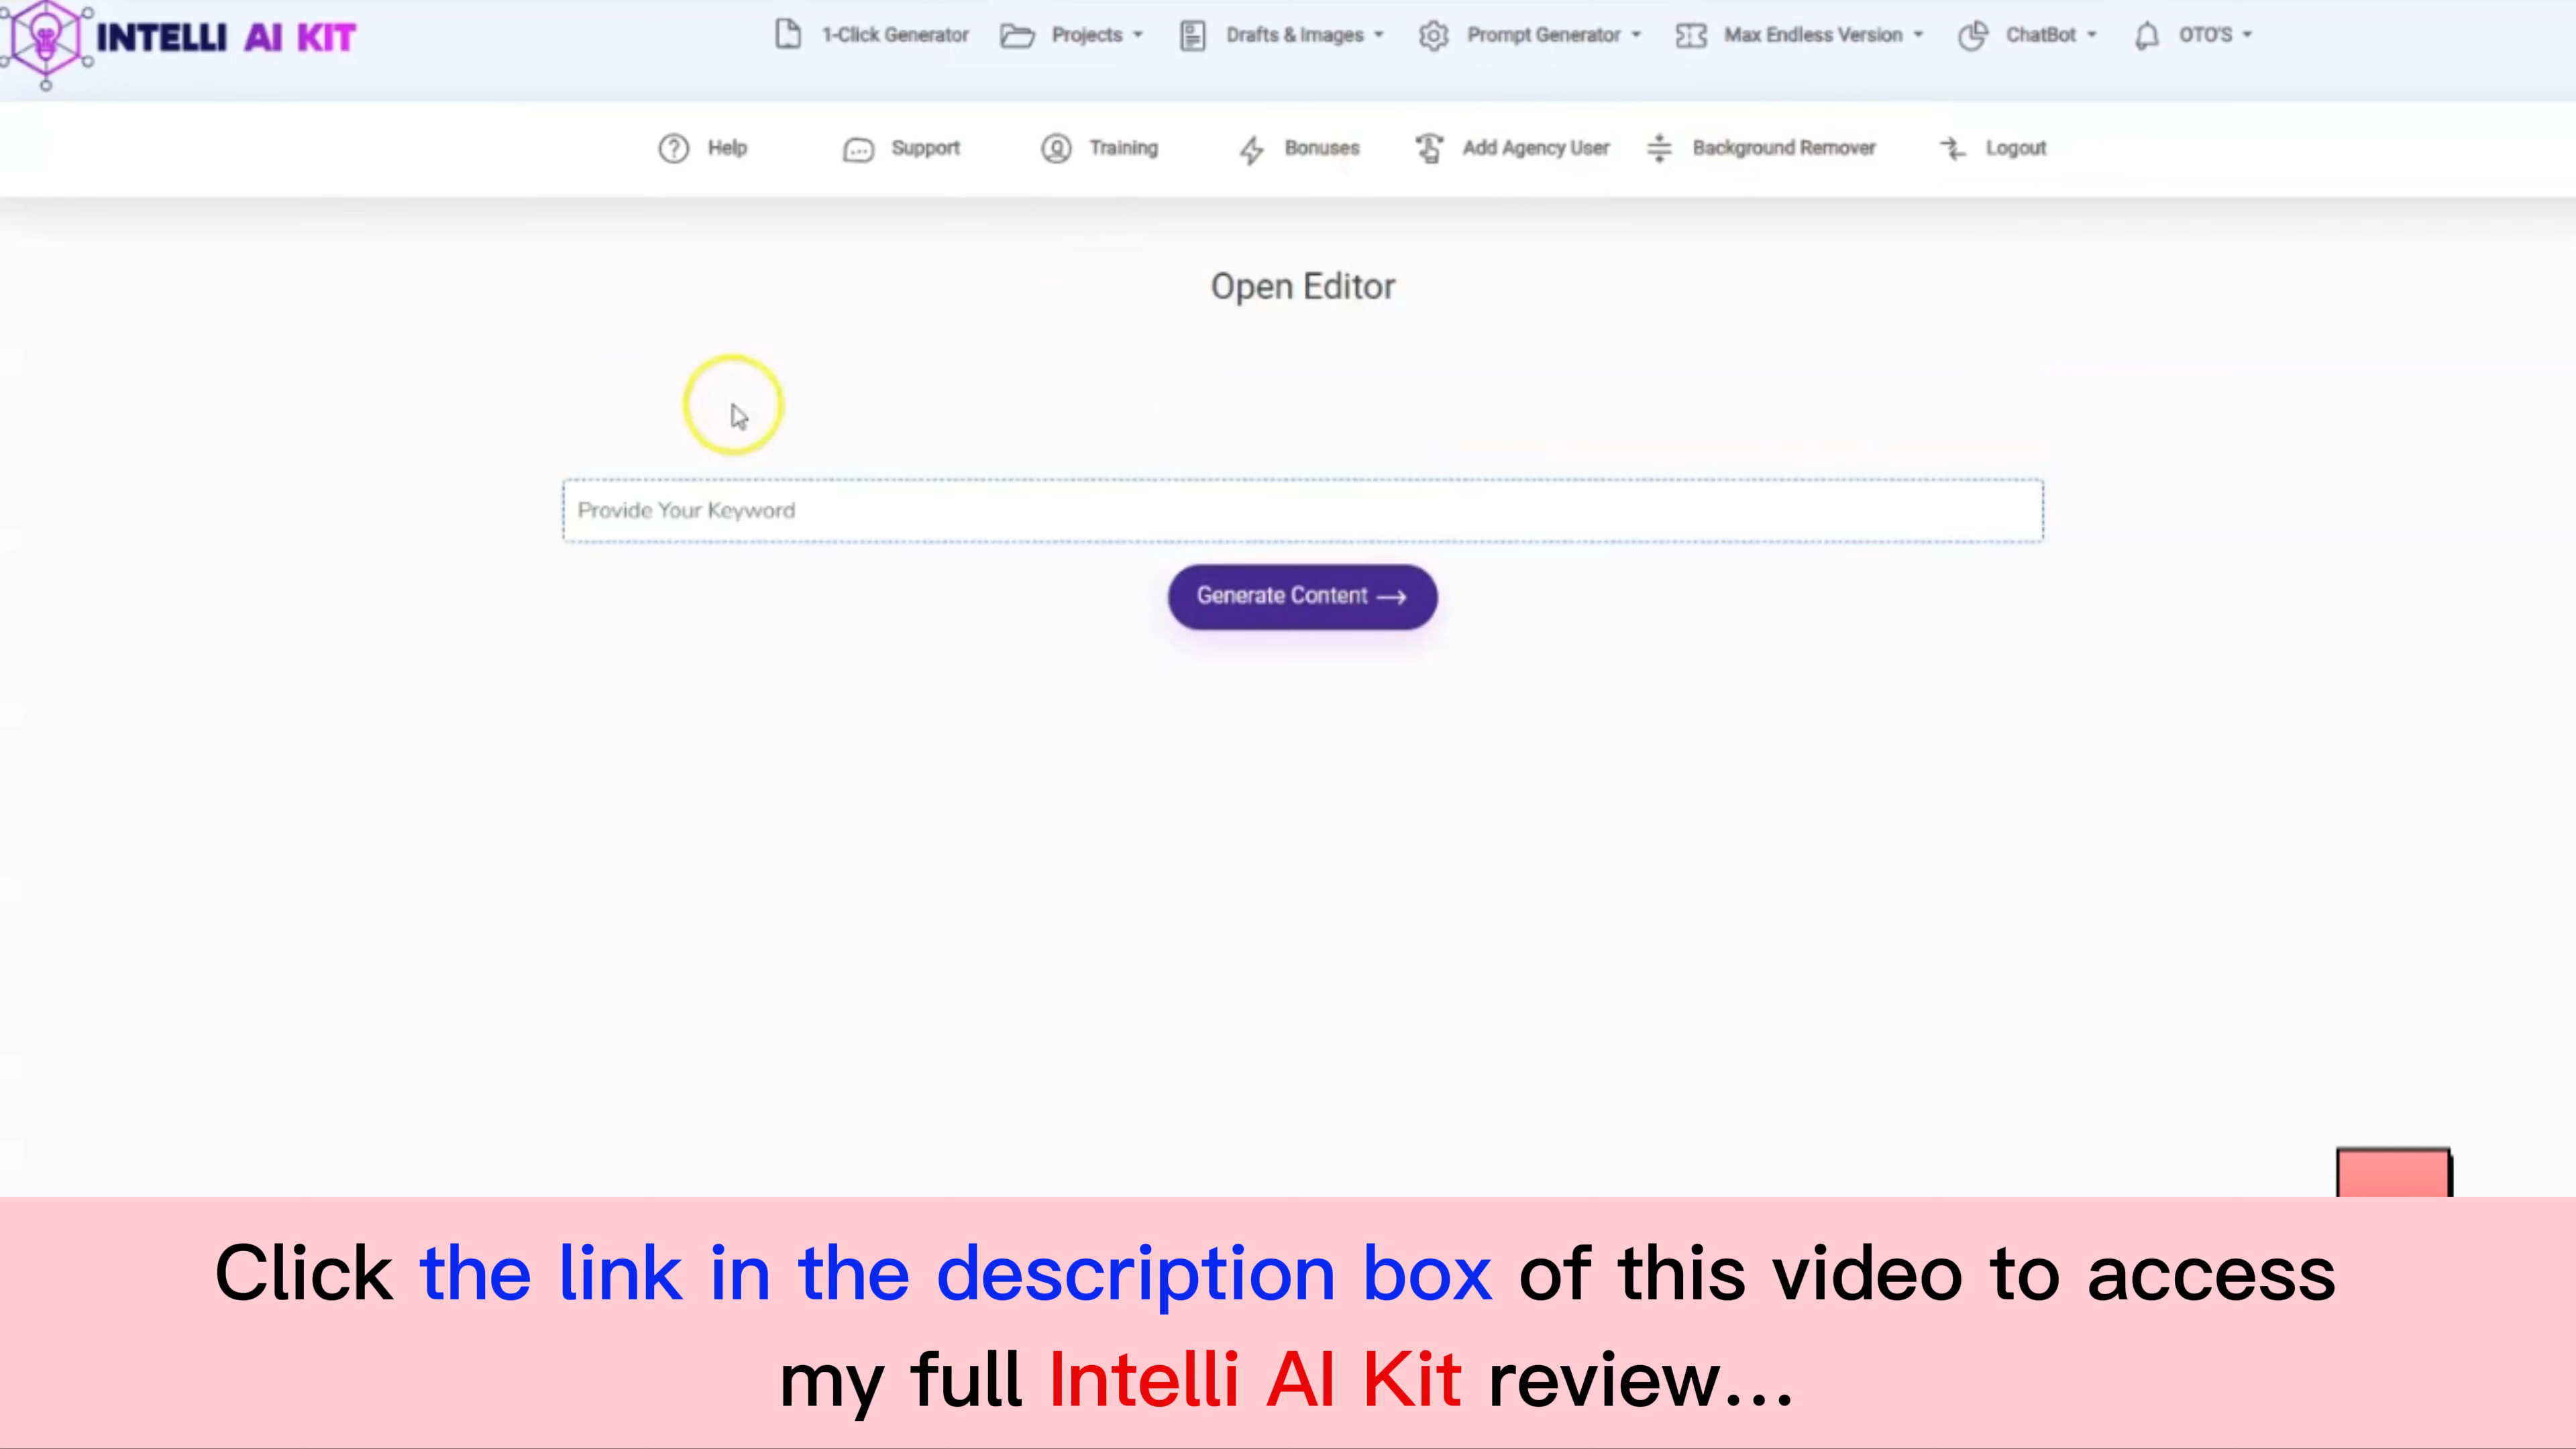 INTELLI AI KIT
1-Click Generator Projects Drafts & Images Prompt Generator Max Endless Version ChatBot OTO'S
Help Support Training Bonuses Add Agency User Background Remover Logout
Open Editor
Provide Your Keyword
Generate Content
Click the link in the description box of this video to access
my full Intelli AI Kit review...